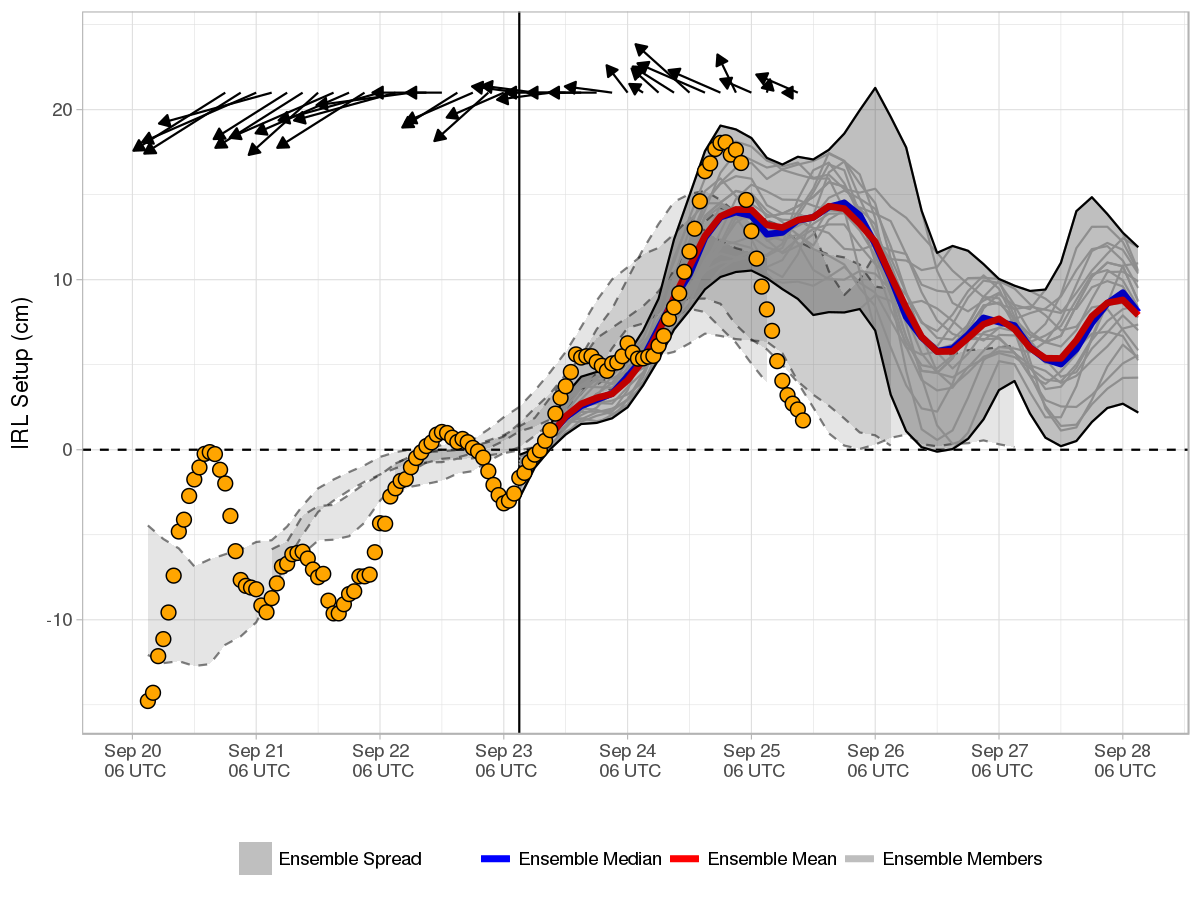 IRL Setup (cm)
20
10
0
-10
Sep 20 Sep 21 Sep 22 Sep 23 Sep 24 Sep 25 Sep 26 Sep 27 Sep 28
06 UTC 06 UTC 06 UTC 06 UTC 06 UTC 06 UTC 06 UTC 06 UTC 06 UTC
Ensemble Spread Ensemble Median Ensemble Mean Ensemble Members